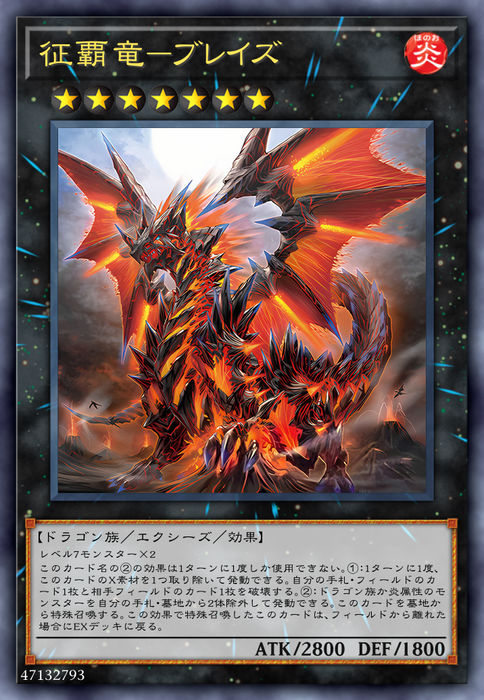 征覇竜－ブレイズ
ほのお
炎
【ドラゴン族／エクシーズ／効果】
レベル7モンスター×2
このカード名の②の効果は1ターンに1度しか使用できない。①：1ターンに1度、
このカードのX素材を1つ取り除いて発動できる。自分の手札・フィールドのカ
ード1枚と相手フィールドのカード1枚を破壊する。②：ドラゴン族か炎属性のモ
ンスターを自分の手札・墓地から2体除外して発動できる。このカードを墓地か
ら特殊召喚する。この効果で特殊召喚したこのカードは、フィールドから離れた
場合にEXデッキに戻る。
ATK/2800 DEF/1800
47132793